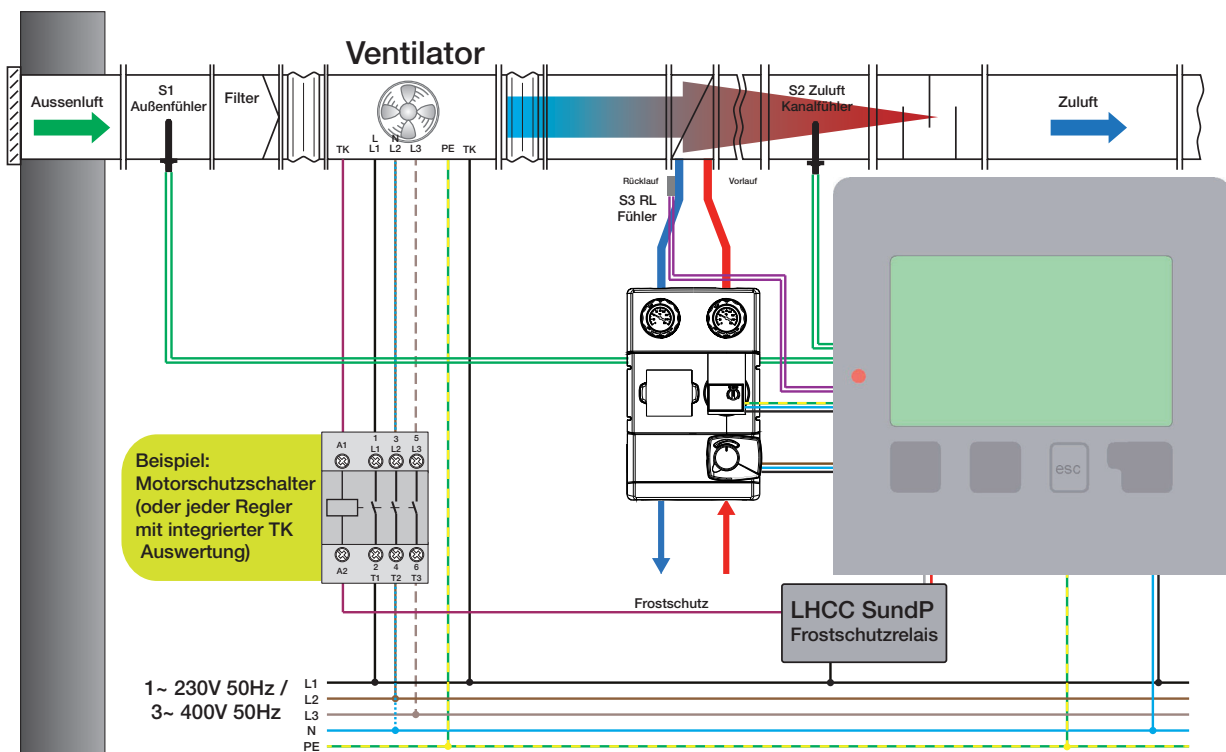 Ventilator
Aussenluft
S1
Außenfühler
Filter
S2 Zuluft
Kanalfühler
Zuluft
L
N
TK
L1
L2
L3
PE
TK
Rücklauf
Vorlauf
S3 RL
Fühler
esc
Beispiel:
Motorschutzschalter
(oder jeder Regler
mit integrierter TK
Auswertung)
1
3
5
A1
L1
L2
L3
A2
2
4
6
T1
T2
T3
Frostschutz
LHCC SundP
Frostschutzrelais
1~ 230V 50Hz /
3~ 400V 50Hz
L1
L2
L3
N
PE